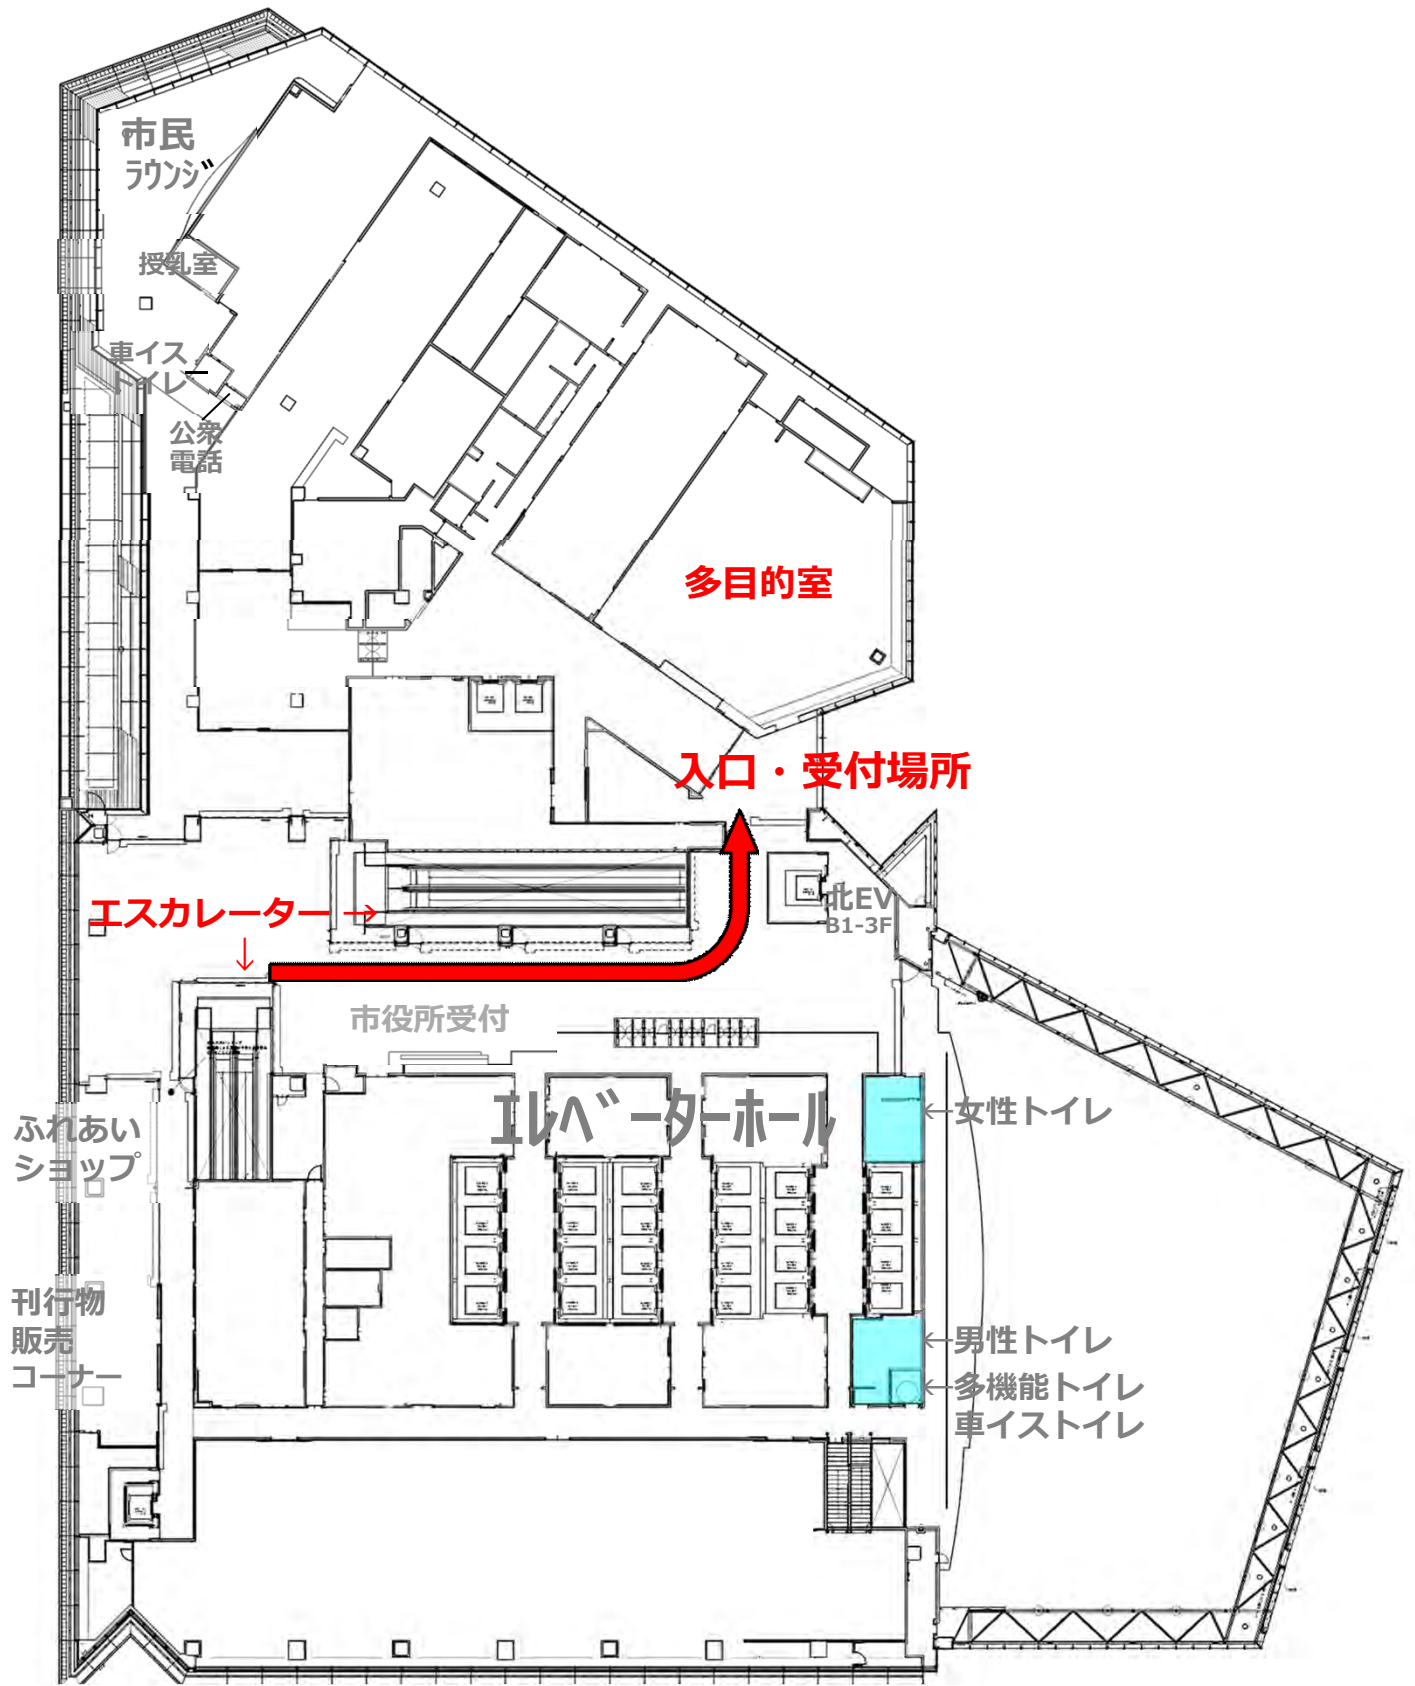 市民
ﾗｳﾝｼﾞ
授乳室
車イス
トイレ
公衆
電話
多目的室
入口・受付場所
北EV
B1-3F
エスカレーター→
↓
市役所受付
ｴﾚﾍﾞｰﾀｰﾎｰﾙ
←女性トイレ
ふれあい
ショップ
刊行物
販売
コーナー
←男性トイレ
←多機能トイレ
車イストイレ